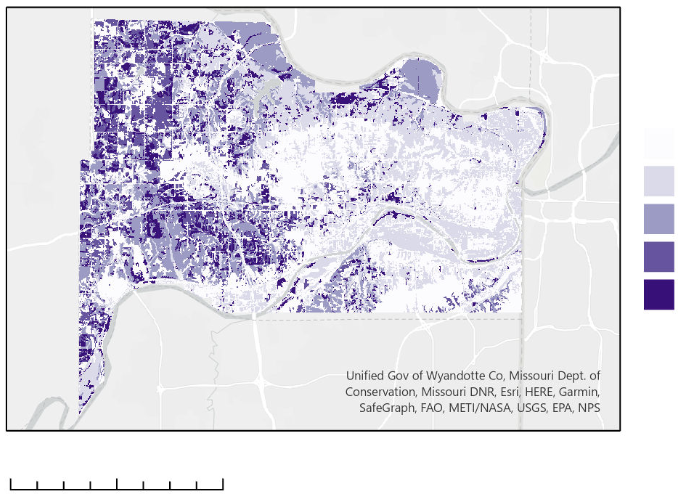 Unified Gov of Wyandotte Co, Missouri Dept. of
Conservation, Missouri DNR, Esri, HERE, Garmin,
SafeGraph, FAO, METI/NASA, USGS, EPA, NPS